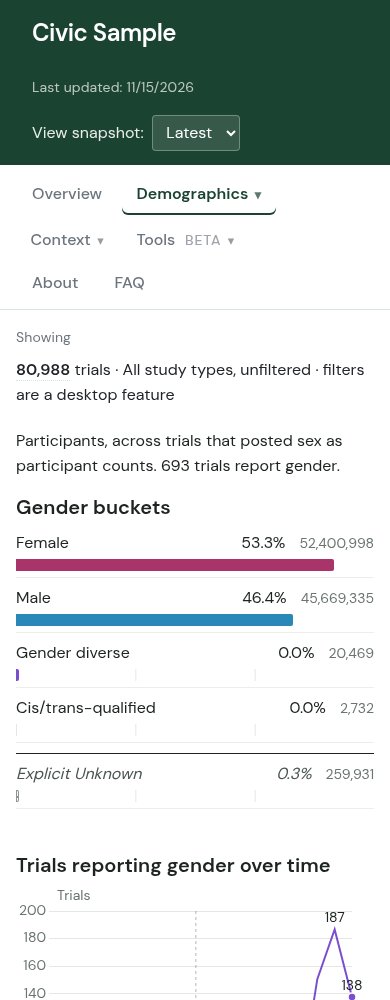 Civic Sample
Last updated: 11/15/2026
View snapshot: Latest
Overview Demographics ▾
Context ▾ Tools BETA ▾
About FAQ
Showing
80,988 trials · All study types, unfiltered · filters
are a desktop feature
Participants, across trials that posted sex as
participant counts. 693 trials report gender.
Gender buckets
Female 53.3% 52,400,998
Male 46.4% 45,669,335
Gender diverse 0.0% 20,469
Cis/trans-qualified 0.0% 2,732
Explicit Unknown 0.3% 259,931
Trials reporting gender over time
Trials
200
187
180
160
138
140